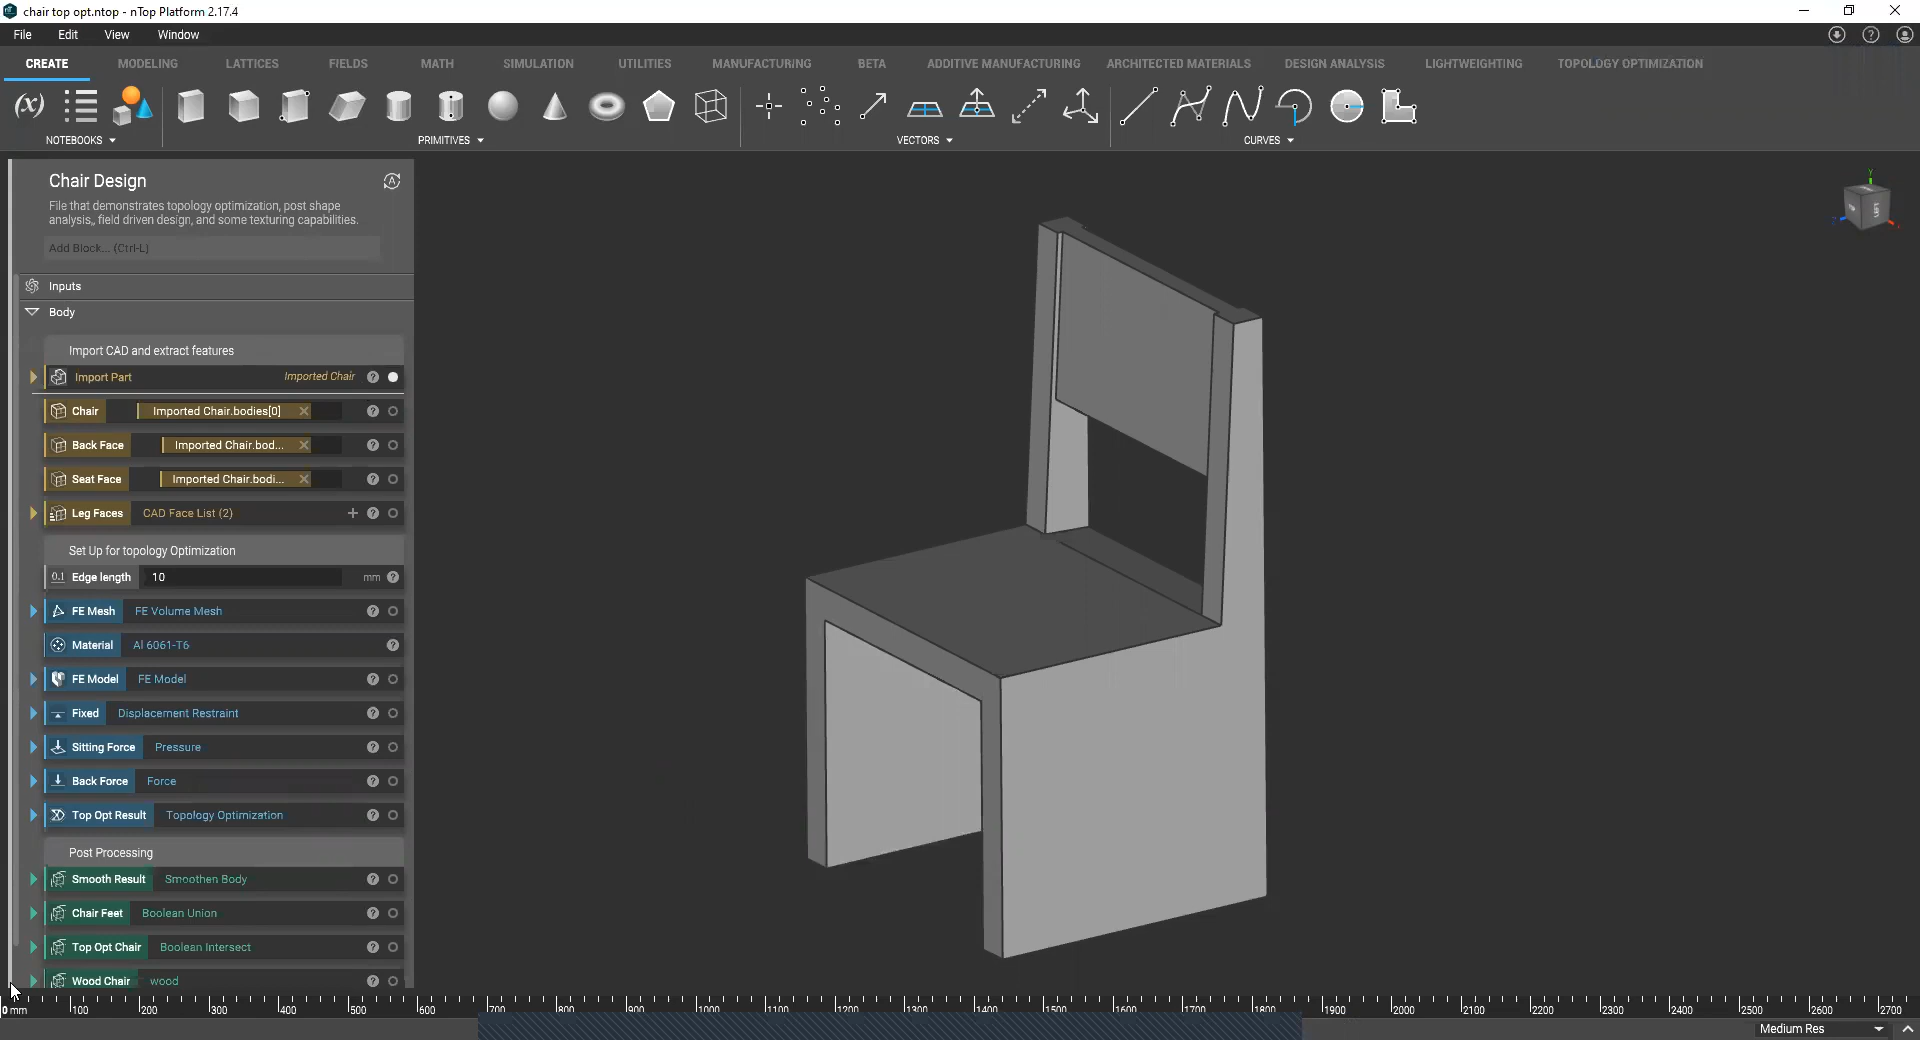 chair top opt.ntop - nTop Platform 2.17.4
File Edit View Window
CREATE MODELING LATTICES FIELDS MATH SIMULATION UTILITIES MANUFACTURING BETA ADDITIVE MANUFACTURING ARCHITECTED MATERIALS DESIGN ANALYSIS LIGHTWEIGHTING TOPOLOGY OPTIMIZATION
NOTEBOOKS PRIMITIVES VECTORS CURVES
Chair Design
File that demonstrates topology optimization, post shape
analysis,, field driven design, and some texturing capabilities.
Add Block... (Ctrl-L)
Inputs
Body
Import CAD and extract features
Import Part Imported Chair
Chair Imported Chair.bodies[0]
Back Face Imported Chair.bod...
Seat Face Imported Chair.bodi...
Leg Faces CAD Face List (2)
Set Up for topology Optimization
0.1 Edge length 10 mm
FE Mesh FE Volume Mesh
Material Al 6061-T6
FE Model FE Model
Fixed Displacement Restraint
Sitting Force Pressure
Back Force Force
Top Opt Result Topology Optimization
Post Processing
Smooth Result Smoothen Body
Chair Feet Boolean Union
Top Opt Chair Boolean Intersect
Wood Chair wood
0 mm 100 200 300 400 500 600 700 800 900 1000 1100 1200 1300 1400 1500 1600 1700 1800 1900 2000 2100 2200 2300 2400 2500 2600 2700
Medium Res